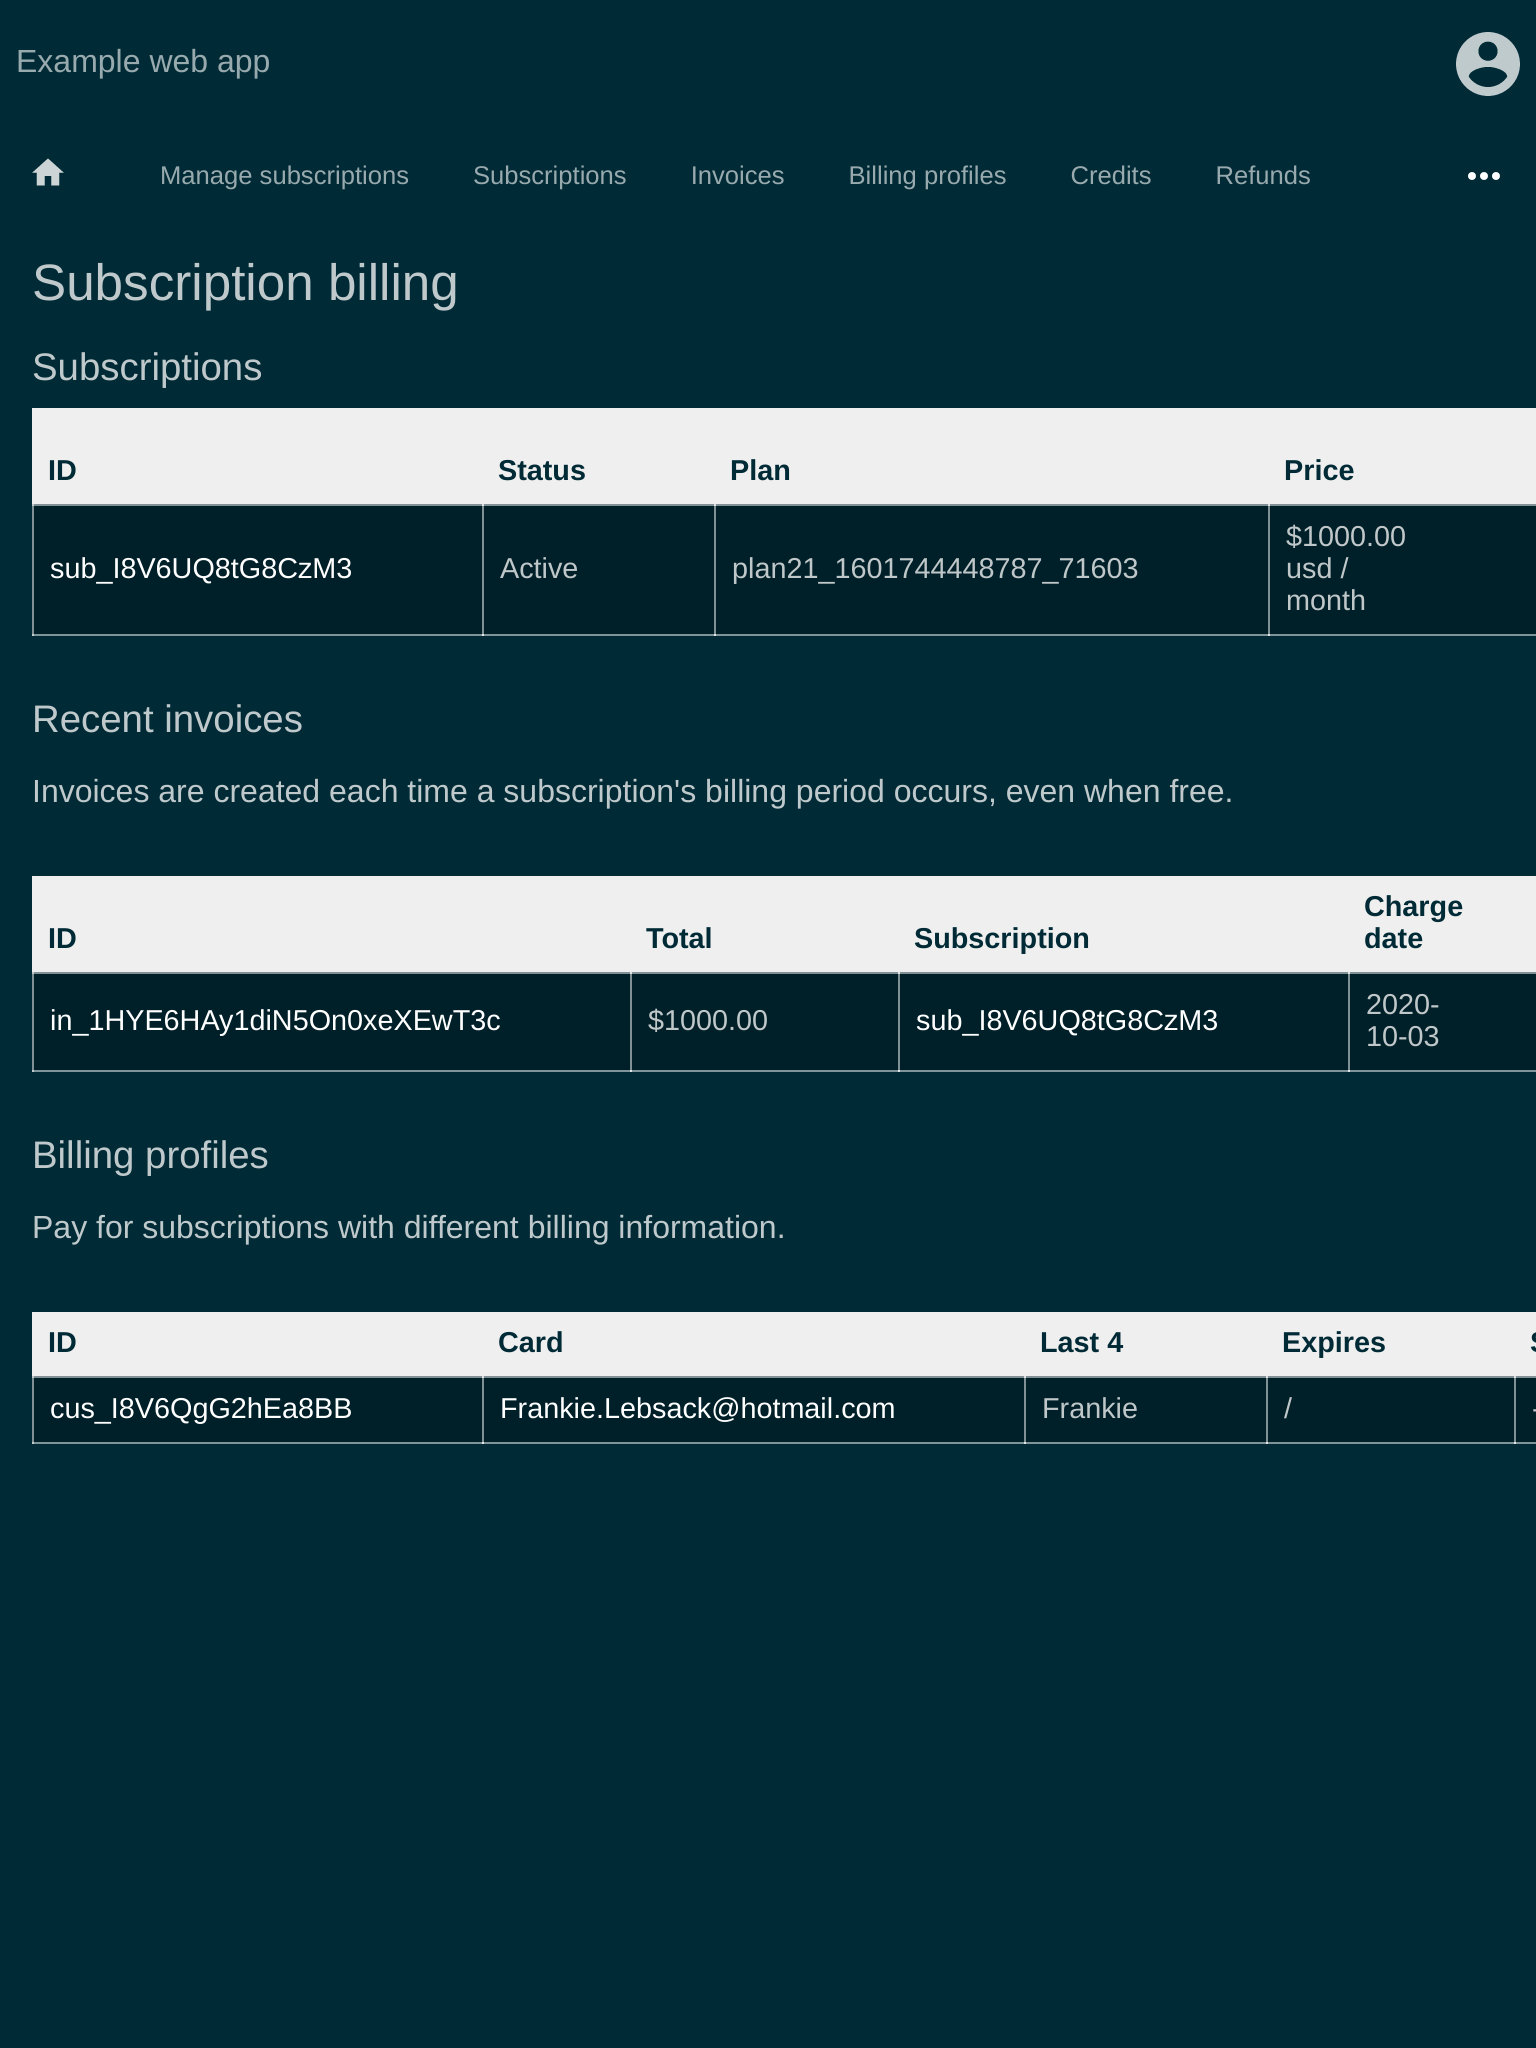 Example web app
Manage subscriptions Subscriptions Invoices Billing profiles Credits Refunds
Subscription billing
Subscriptions
ID Status Plan Price
sub_I8V6UQ8tG8CzM3 Active plan21_1601744448787_71603 $1000.00
usd /
month
Recent invoices
Invoices are created each time a subscription's billing period occurs, even when free.
ID Total Subscription Charge
date
in_1HYE6HAy1diN5On0xeXEwT3c $1000.00 sub_I8V6UQ8tG8CzM3 2020-
10-03
Billing profiles
Pay for subscriptions with different billing information.
ID Card Last 4 Expires
cus_I8V6QgG2hEa8BB Frankie.Lebsack@hotmail.com Frankie /